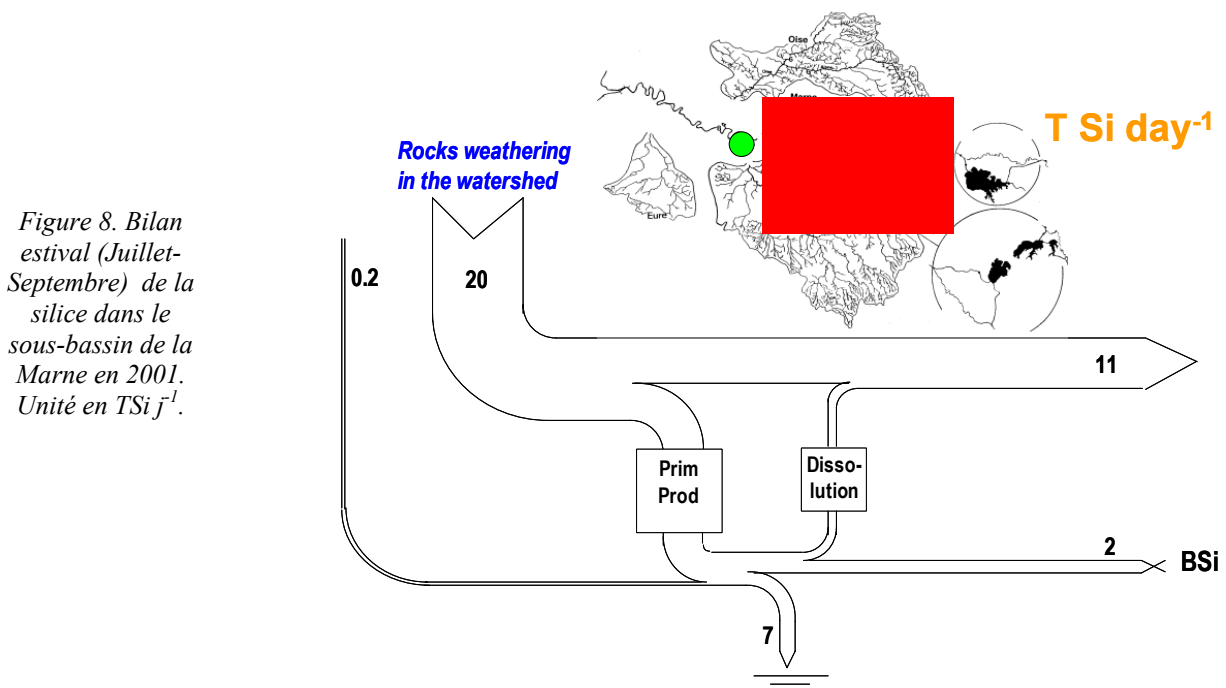 Figure 8. Bilan
estival (Juillet-
Septembre) de la
silice dans le
sous-bassin de la
Marne en 2001.
Unité en TSi j-1.
Oise
Marne
T Si day-1
Eure
Rocks weathering
in the watershed
0.2
20
11
Prim
Prod
Disso-
lution
2
BSi
7